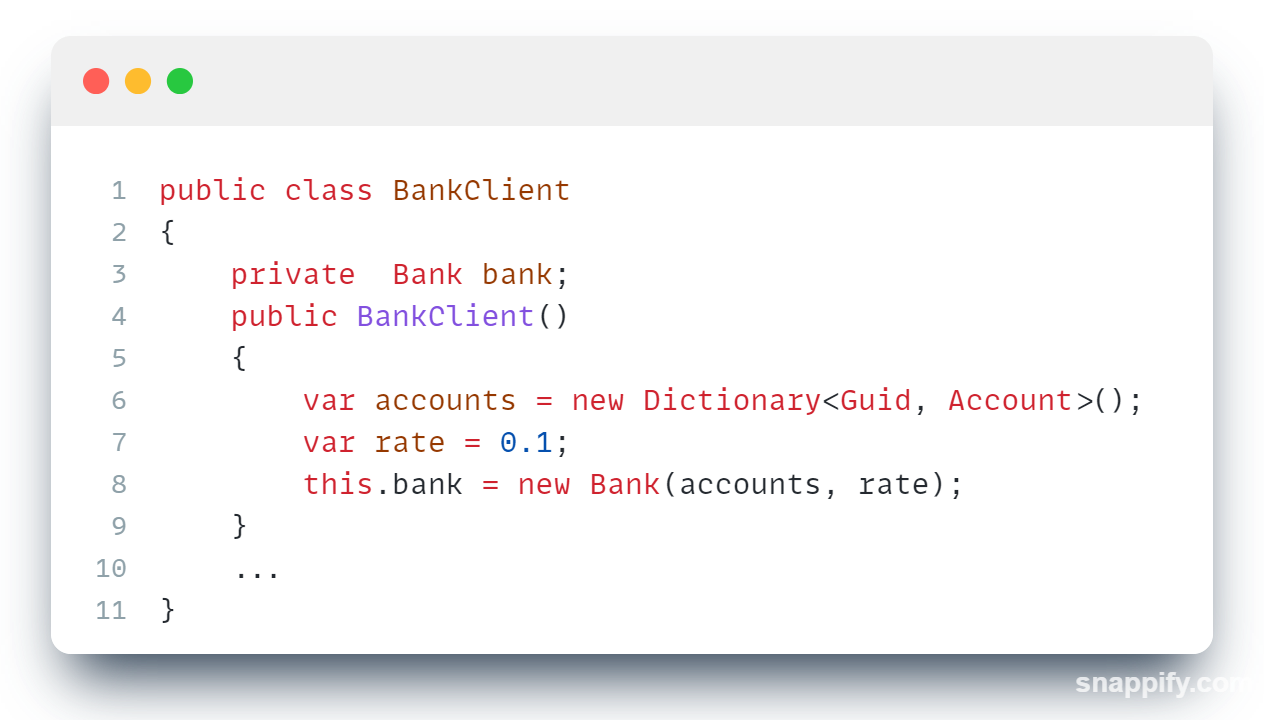 1 public class BankClient
2 {
3     private  Bank bank;
4     public BankClient()
5     {
6         var accounts = new Dictionary<Guid, Account>();
7         var rate = 0.1;
8         this.bank = new Bank(accounts, rate);
9     }
10     ...
11 }
snappify.com